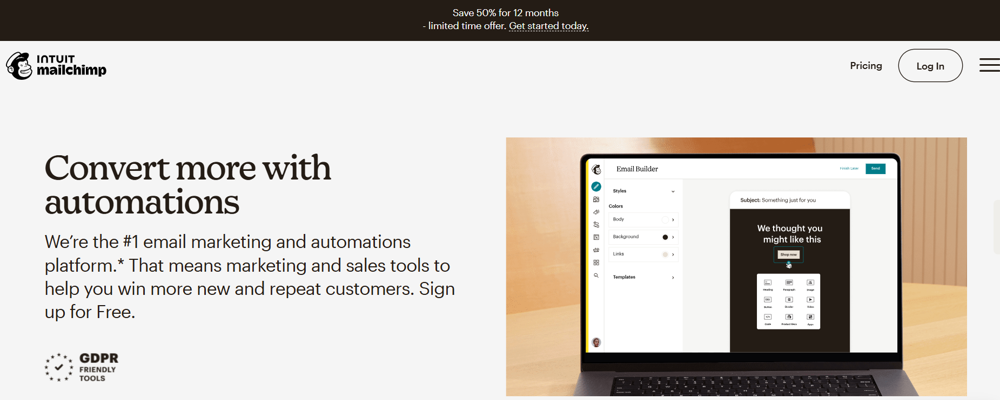 Save 50% for 12 months
- limited time offer. Get started today.
INTUIT
mailchimp
Pricing
Log In
Convert more with
automations
We’re the #1 email marketing and automations
platform.* That means marketing and sales tools to
help you win more new and repeat customers. Sign
up for Free.
GDPR
FRIENDLY
TOOLS
Email Builder
Finish Later
Send
Styles
Colors
Body
Background
Links
Templates
Subject: Something just for you
We thought you
might like this
Shop now
Heading Paragraph Image
Button Divider Video
Code Product Recs Apps